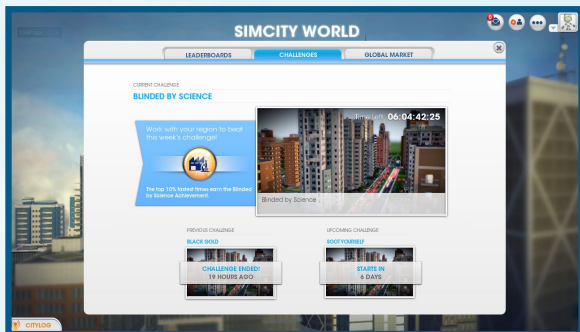 SIMCITY WORLD
LEADERBOARDS
CHALLENGES
GLOBAL MARKET
CURRENT CHALLENGE
BLINDED BY SCIENCE
Work with your region to beat
this week's challenge!
The top 10% fastest times earn the Blinded
by Science Achievement.
Time Left 06:04:42:25
Blinded by Science
PREVIOUS CHALLENGE
BLACK GOLD
CHALLENGE ENDED!
19 HOURS AGO
UPCOMING CHALLENGE
SOOT YOURSELF
STARTS IN
6 DAYS
CITYLOG